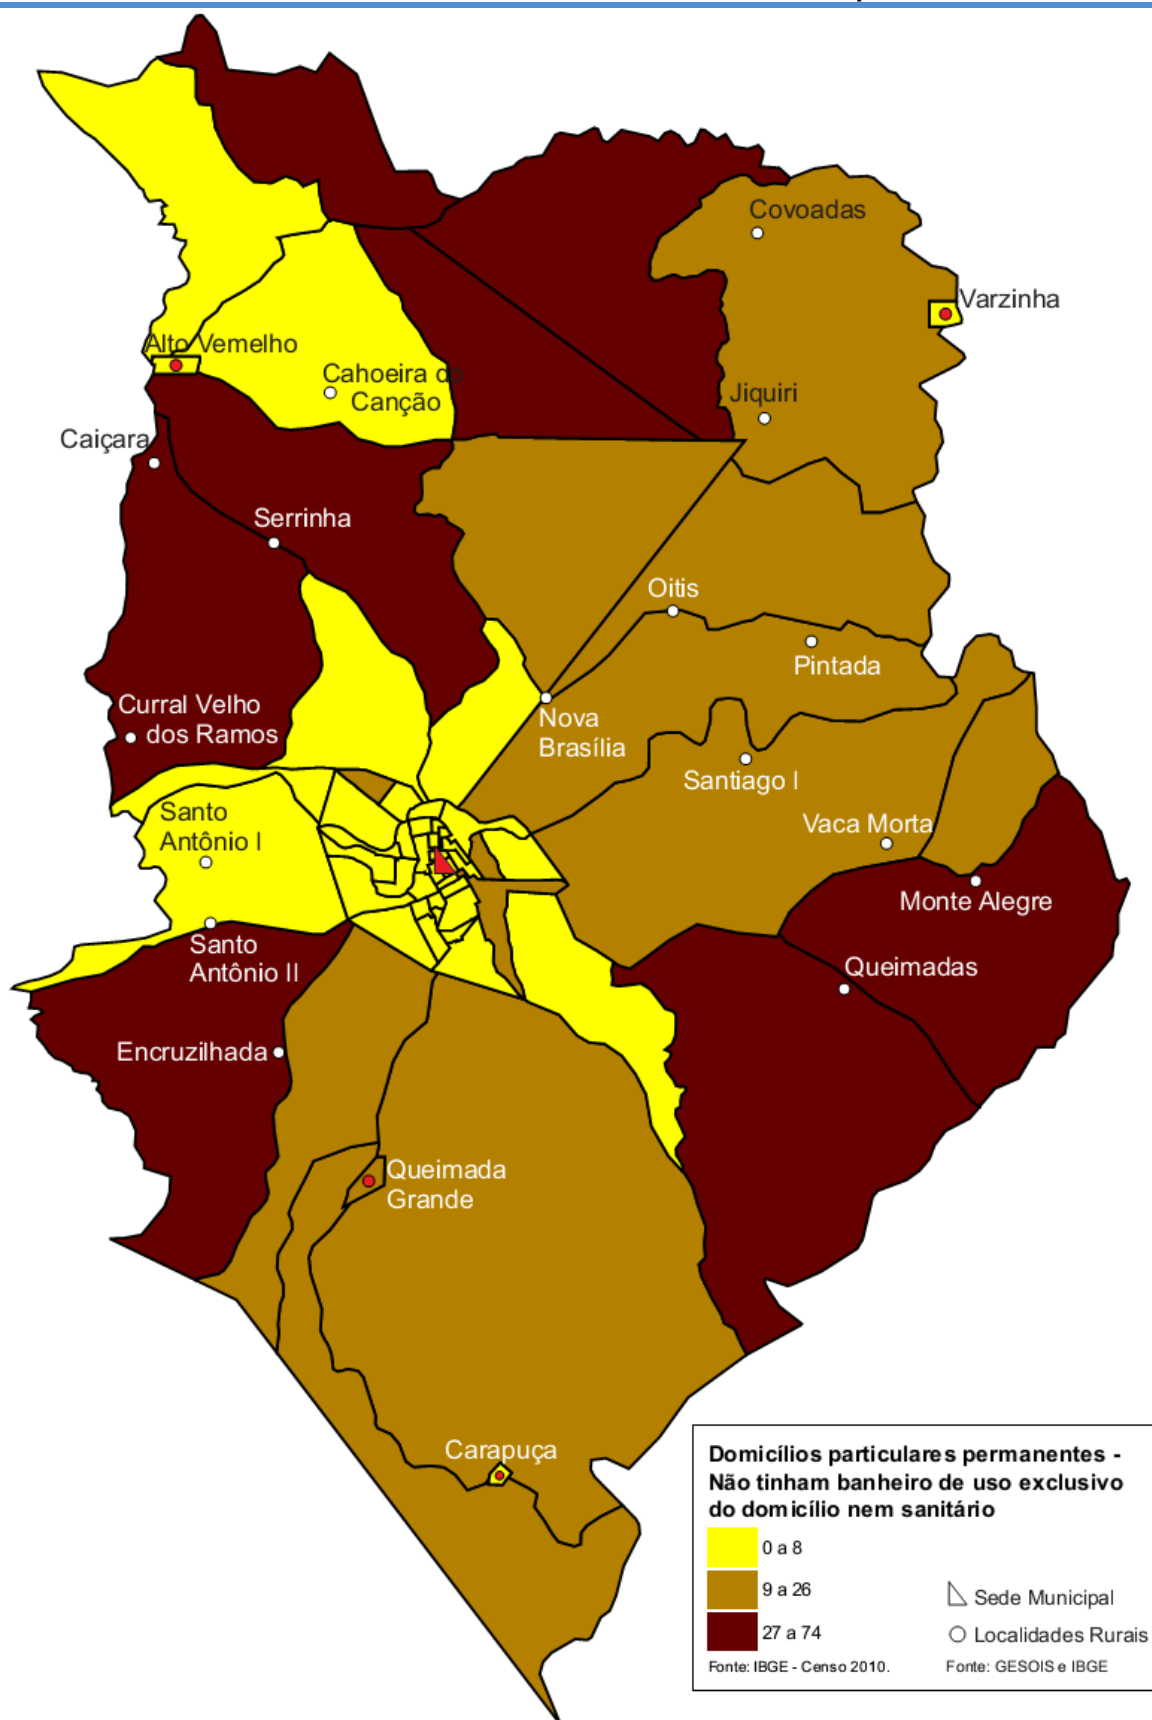 Covoadas
Varzinha
Alto Vemelho
Cahoeira do
Canção
Jiquiri
Caiçara
Serrinha
Oitis
Pintada
Curral Velho
dos Ramos
Nova
Brasília
Santiago I
Santo
Antônio I
Vaca Morta
Monte Alegre
Santo
Antônio II
Queimadas
Encruzilhada
Queimada
Grande
Carapuça
Domicílios particulares permanentes -
Não tinham banheiro de uso exclusivo
do domicílio nem sanitário
0 a 8
9 a 26
27 a 74
Sede Municipal
Localidades Rurais
Fonte: IBGE - Censo 2010.
Fonte: GESOIS e IBGE